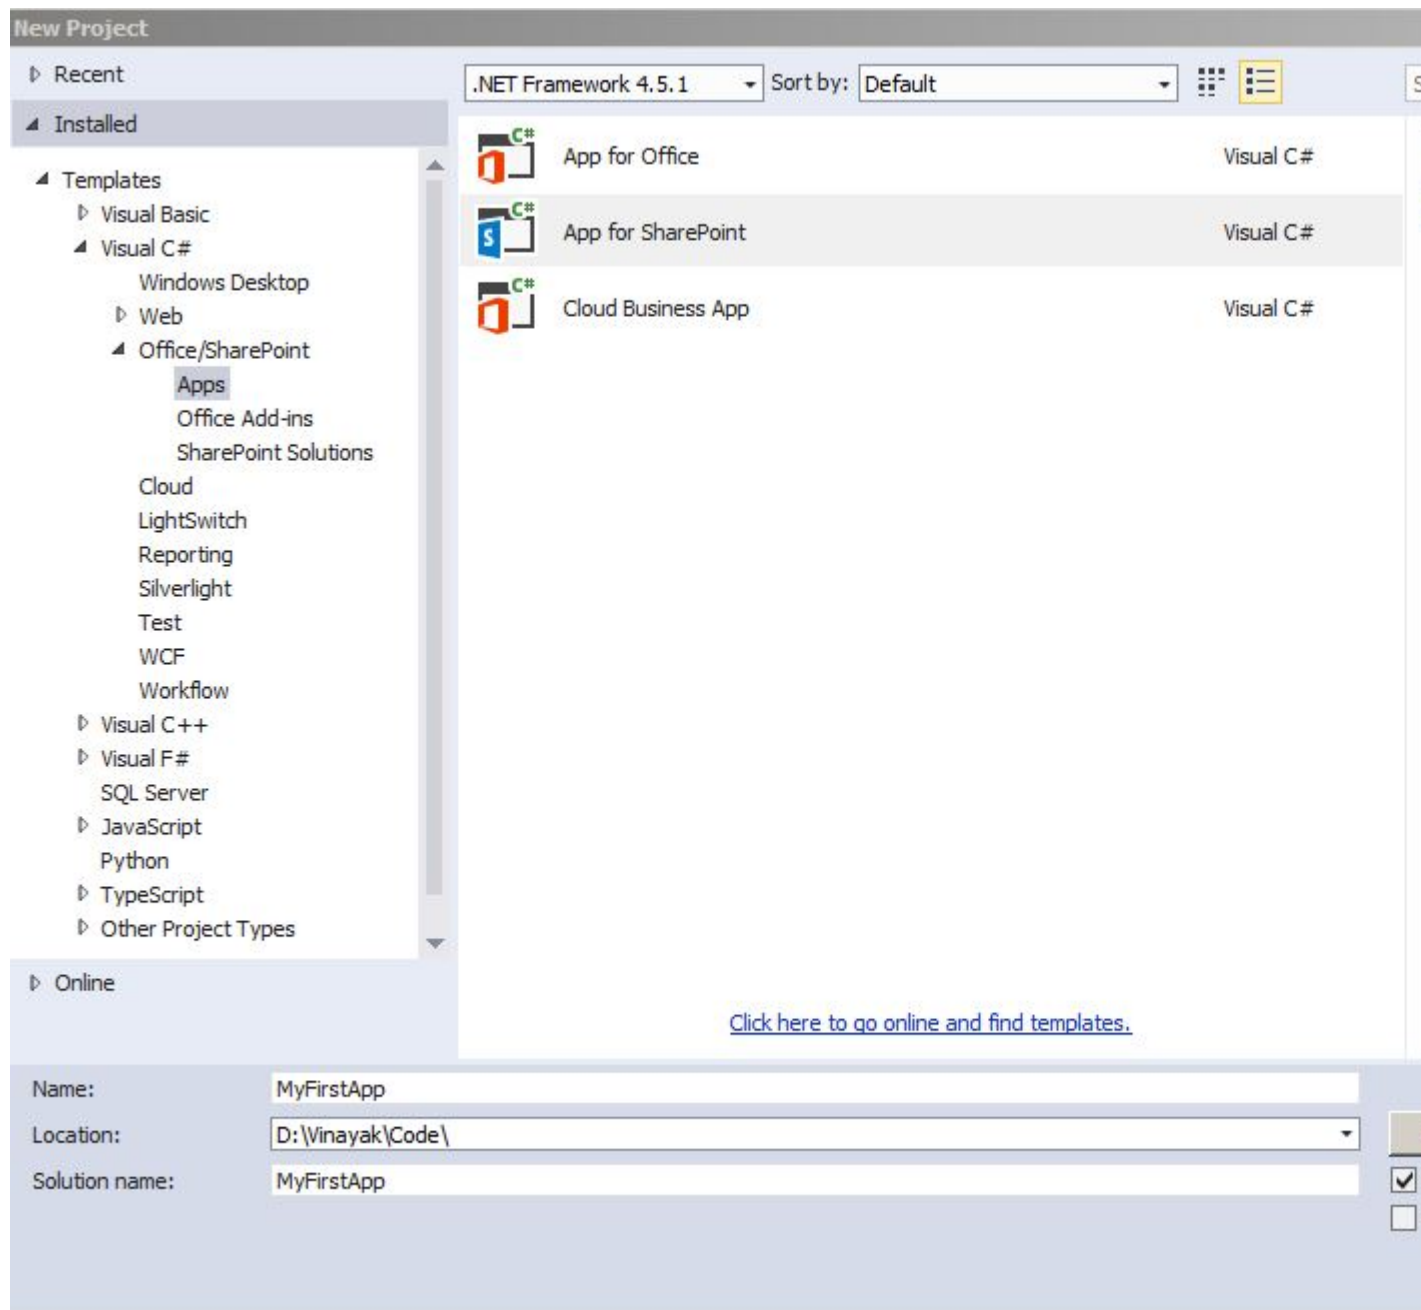 New Project
Recent
Installed
Templates
Visual Basic
Visual C#
Windows Desktop
Web
Office/SharePoint
Apps
Office Add-ins
SharePoint Solutions
Cloud
LightSwitch
Reporting
Silverlight
Test
WCF
Workflow
Visual C++
Visual F#
SQL Server
JavaScript
Python
TypeScript
Other Project Types
Online
.NET Framework 4.5.1 Sort by: Default S
C# App for Office Visual C#
C# S App for SharePoint Visual C#
C# Cloud Business App Visual C#
Click here to go online and find templates.
Name: MyFirstApp
Location: D:\Vinayak\Code\
Solution name: MyFirstApp